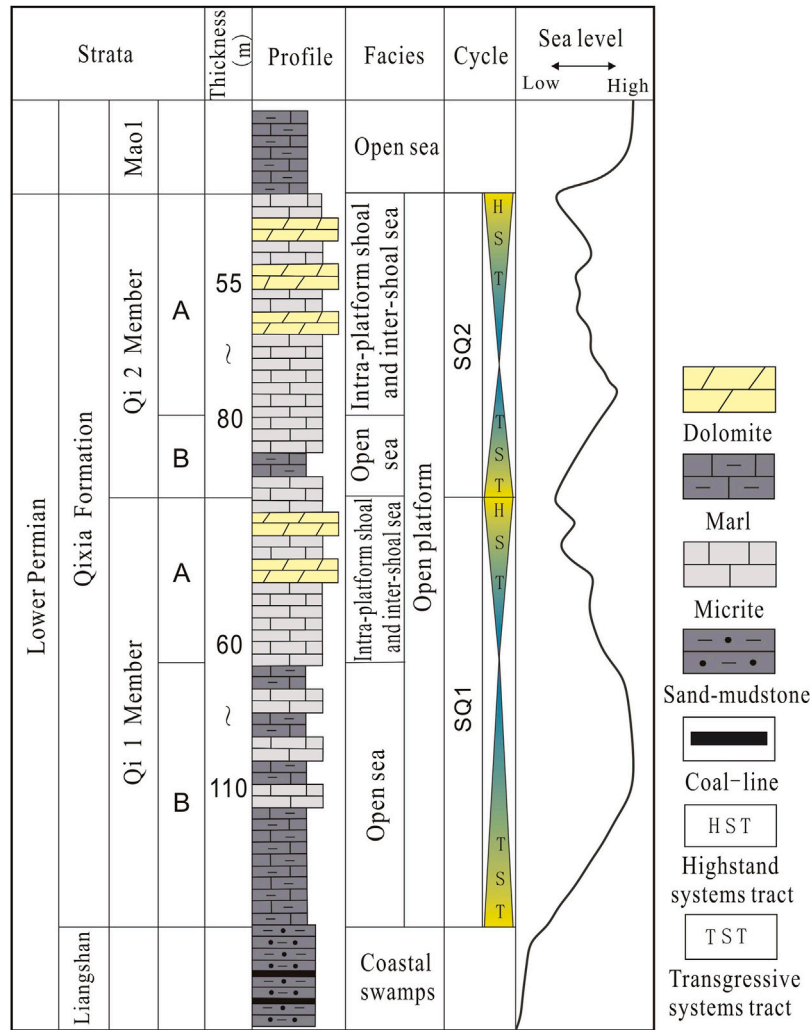 Strata
Thickness
(m)
Profile
Facies
Cycle
Sea level
Low
High
Mao1
Open sea
Lower Permian
Qixia Formation
Qi 2 Member
A
55
~
80
Intra-platform shoal
and inter-shoal sea
B
Open
sea
Open platform
SQ2
H
S
T
T
S
T
Qi 1 Member
A
60
~
110
Intra-platform shoal
and inter-shoal sea
B
Open sea
SQ1
H
S
T
T
S
T
Liangshan
Coastal
swamps
Dolomite
Marl
Micrite
Sand-mudstone
Coal-line
HST
Highstand
systems tract
TST
Transgressive
systems tract